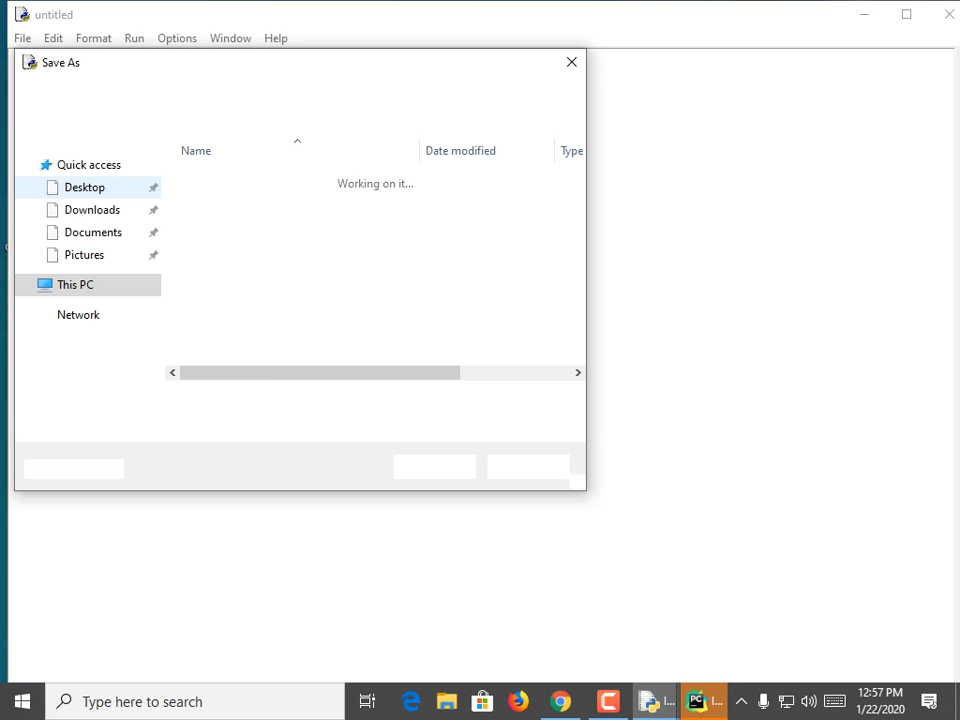 untitled
File Edit Format Run Options Window Help
Save As
Name Date modified Type
Quick access
Working on it...
Desktop
Downloads
Documents
Pictures
This PC
Network
Type here to search
I... I...
12:57 PM
1/22/2020